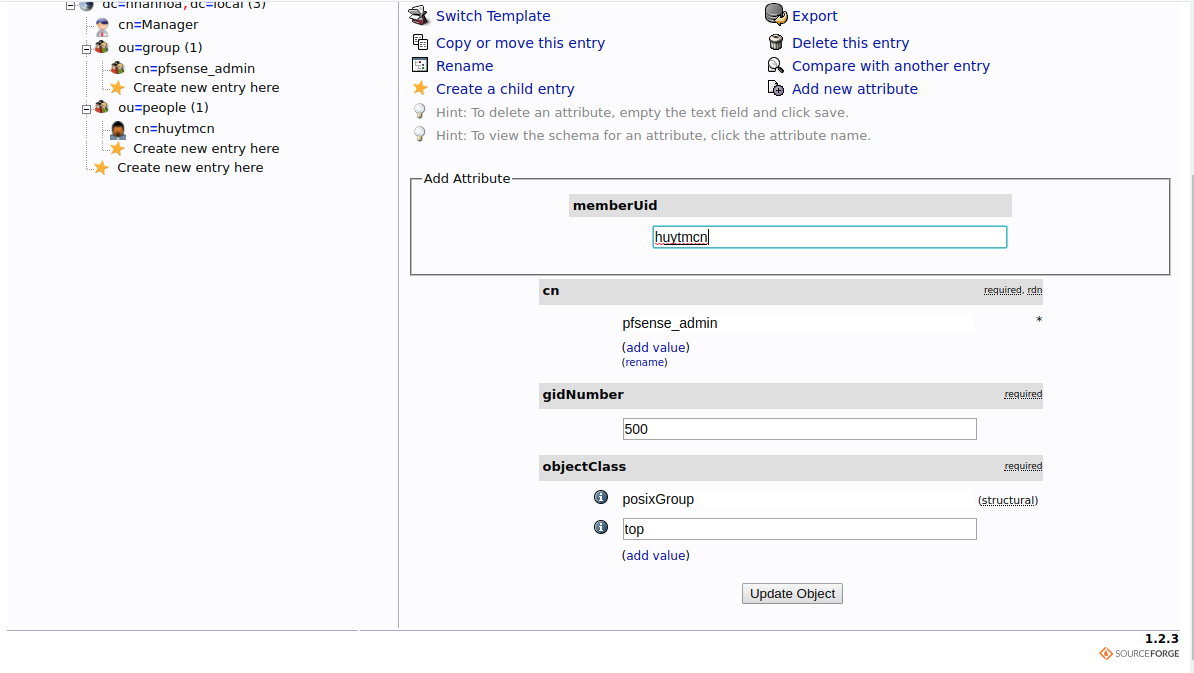 dc=nhanhoa,dc=local (3)
cn=Manager
ou=group (1)
cn=pfsense_admin
Create new entry here
ou=people (1)
cn=huytmcn
Create new entry here
Create new entry here
Switch Template
Export
Copy or move this entry
Delete this entry
Rename
Compare with another entry
Create a child entry
Add new attribute
Hint: To delete an attribute, empty the text field and click save.
Hint: To view the schema for an attribute, click the attribute name.
Add Attribute
memberUid
huytmcn
cn
required, rdn
pfsense_admin
*
(add value)
(rename)
gidNumber
required
500
objectClass
required
posixGroup
(structural)
top
(add value)
Update Object
1.2.3
SOURCEFORGE